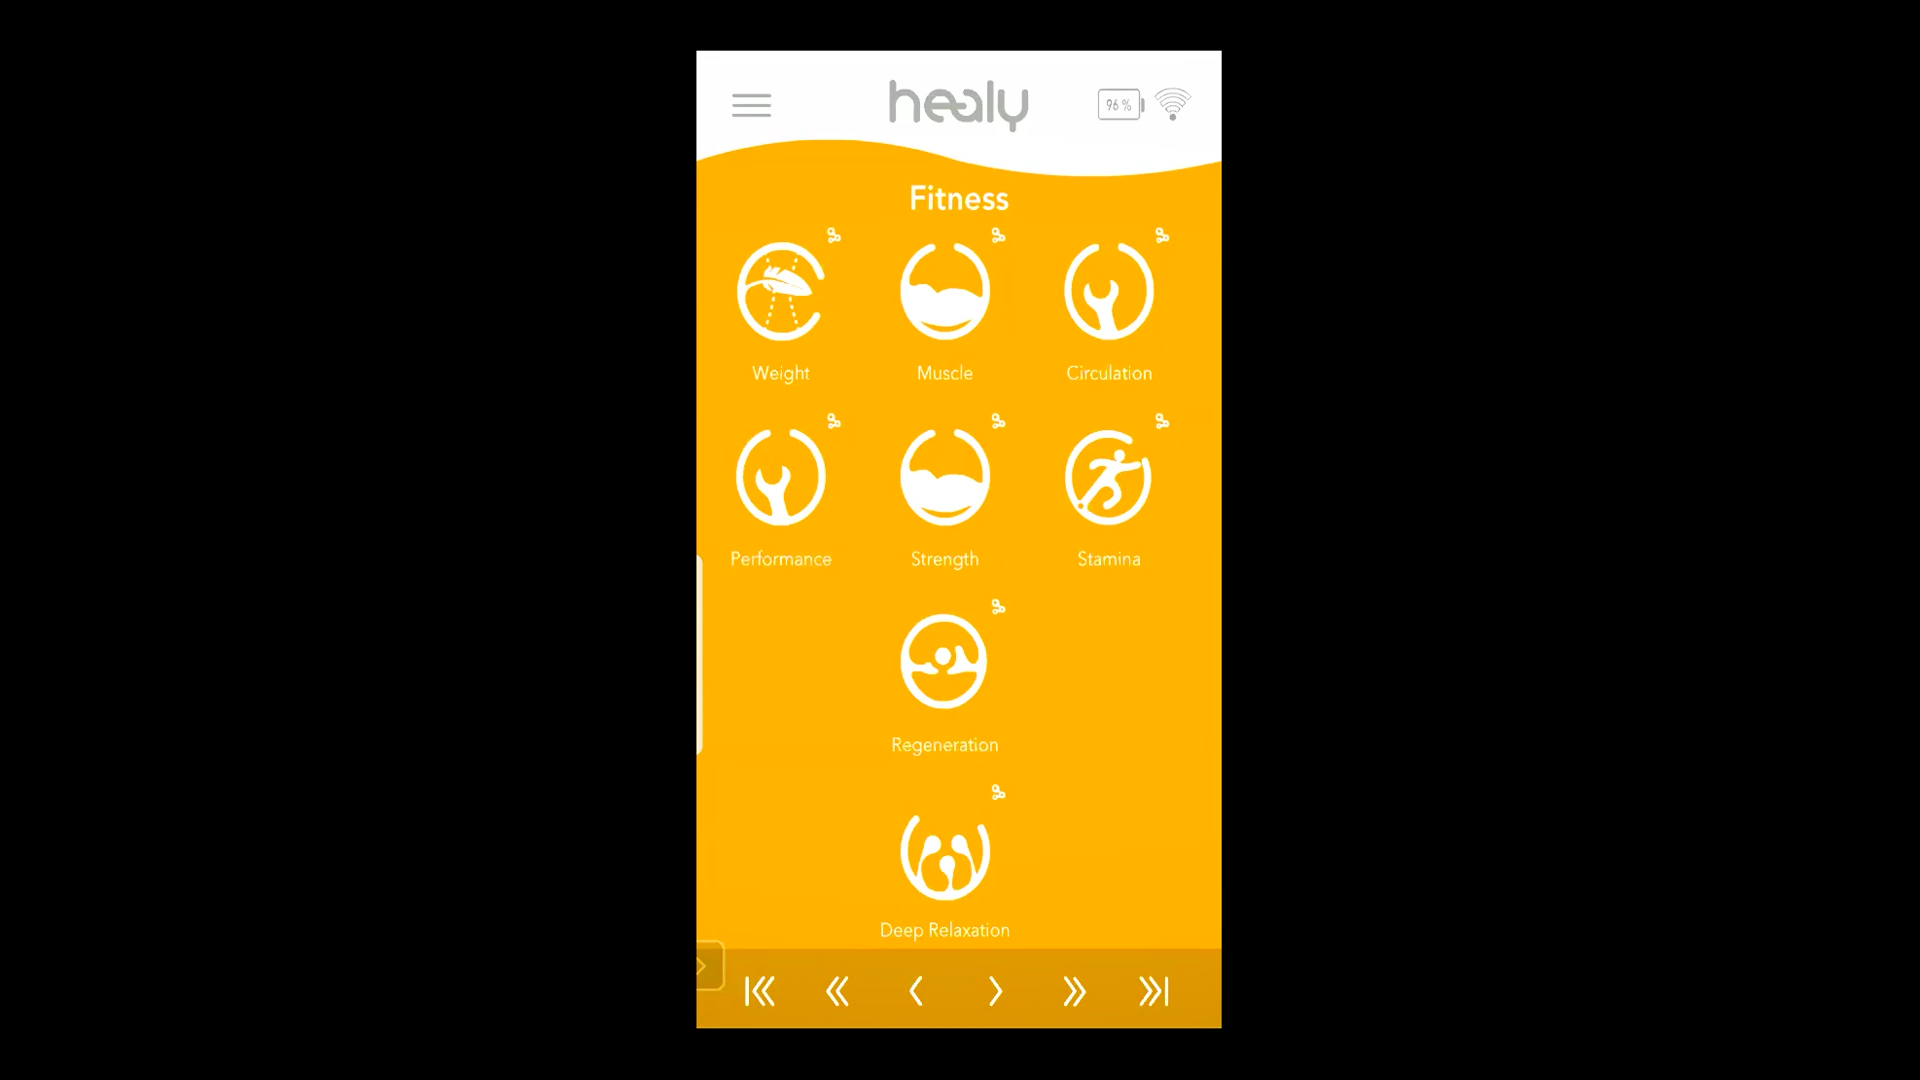 healy
96 %
Fitness
Weight
Muscle
Circulation
Performance
Strength
Stamina
Regeneration
Deep Relaxation